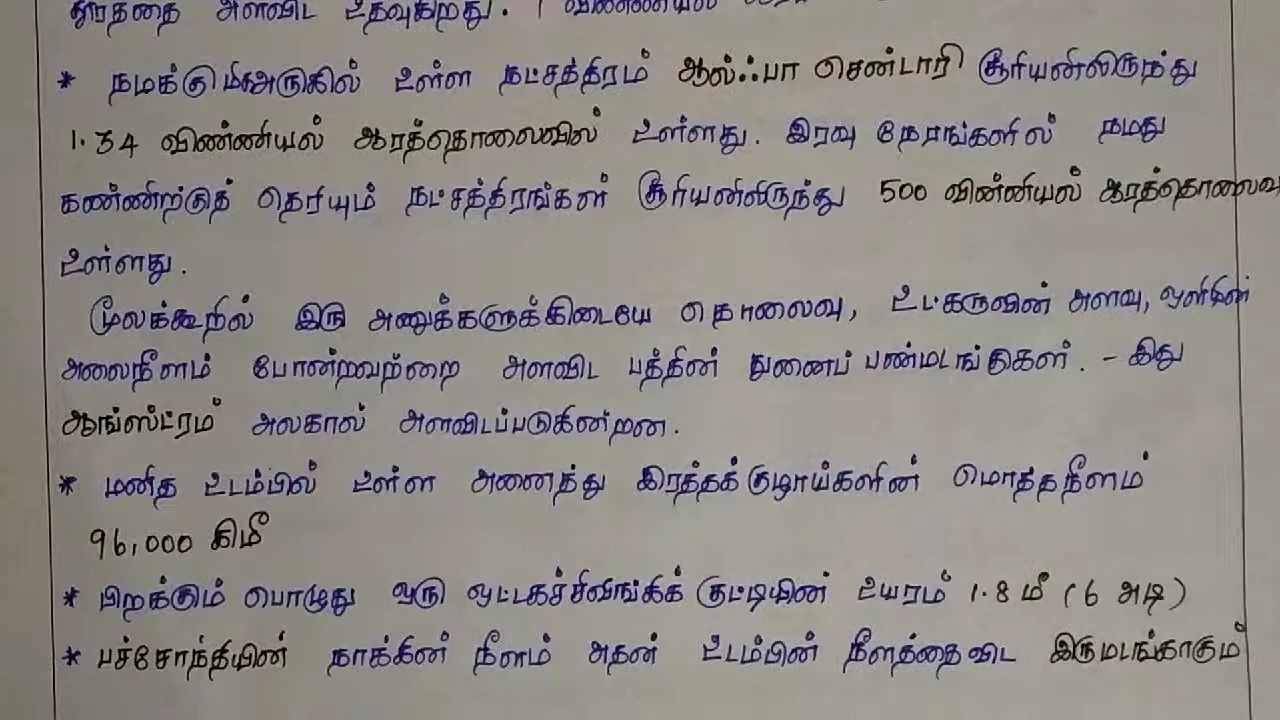 தூரத்தை அளவிட உதவுகிறது. விண்ணியல்
* நமக்கு மிக அருகில் உள்ள நட்சத்திரம் ஆல்ஃபா சென்டாரி சூரியனிலிருந்து
1.34 விண்ணியல் ஆரத்தொலைவில் உள்ளது. இரவு நேரங்களில் நமது
கண்ணிற்குத் தெரியும் நட்சத்திரங்கள் சூரியனிலிருந்து 500 விண்ணியல் ஆரத்தொலைவு
உள்ளது.
மூலக்கூறில் இரு அணுக்களுக்கிடையே தொலைவு, உட்கருவின் அளவு, ஒளியின்
அலைநீளம் போன்றவற்றை அளவிட பத்தின் துணைப் பன்மடங்குகள். - இது
ஆங்ஸ்ட்ரம் அலகால் அளவிடப்படுகின்றன.
* மனித உடம்பில் உள்ள அனைத்து இரத்தக் குழாய்களின் மொத்த நீளம்
96,000 கிமீ
* பிறக்கும் பொழுது ஒரு ஒட்டகச்சிவிங்கிக் குட்டியின் உயரம் 1.8 மீ (6 அடி)
* பச்சோந்தியின் நாக்கின் நீளம் அதன் உடம்பின் நீளத்தைவிட இருமடங்காகும்